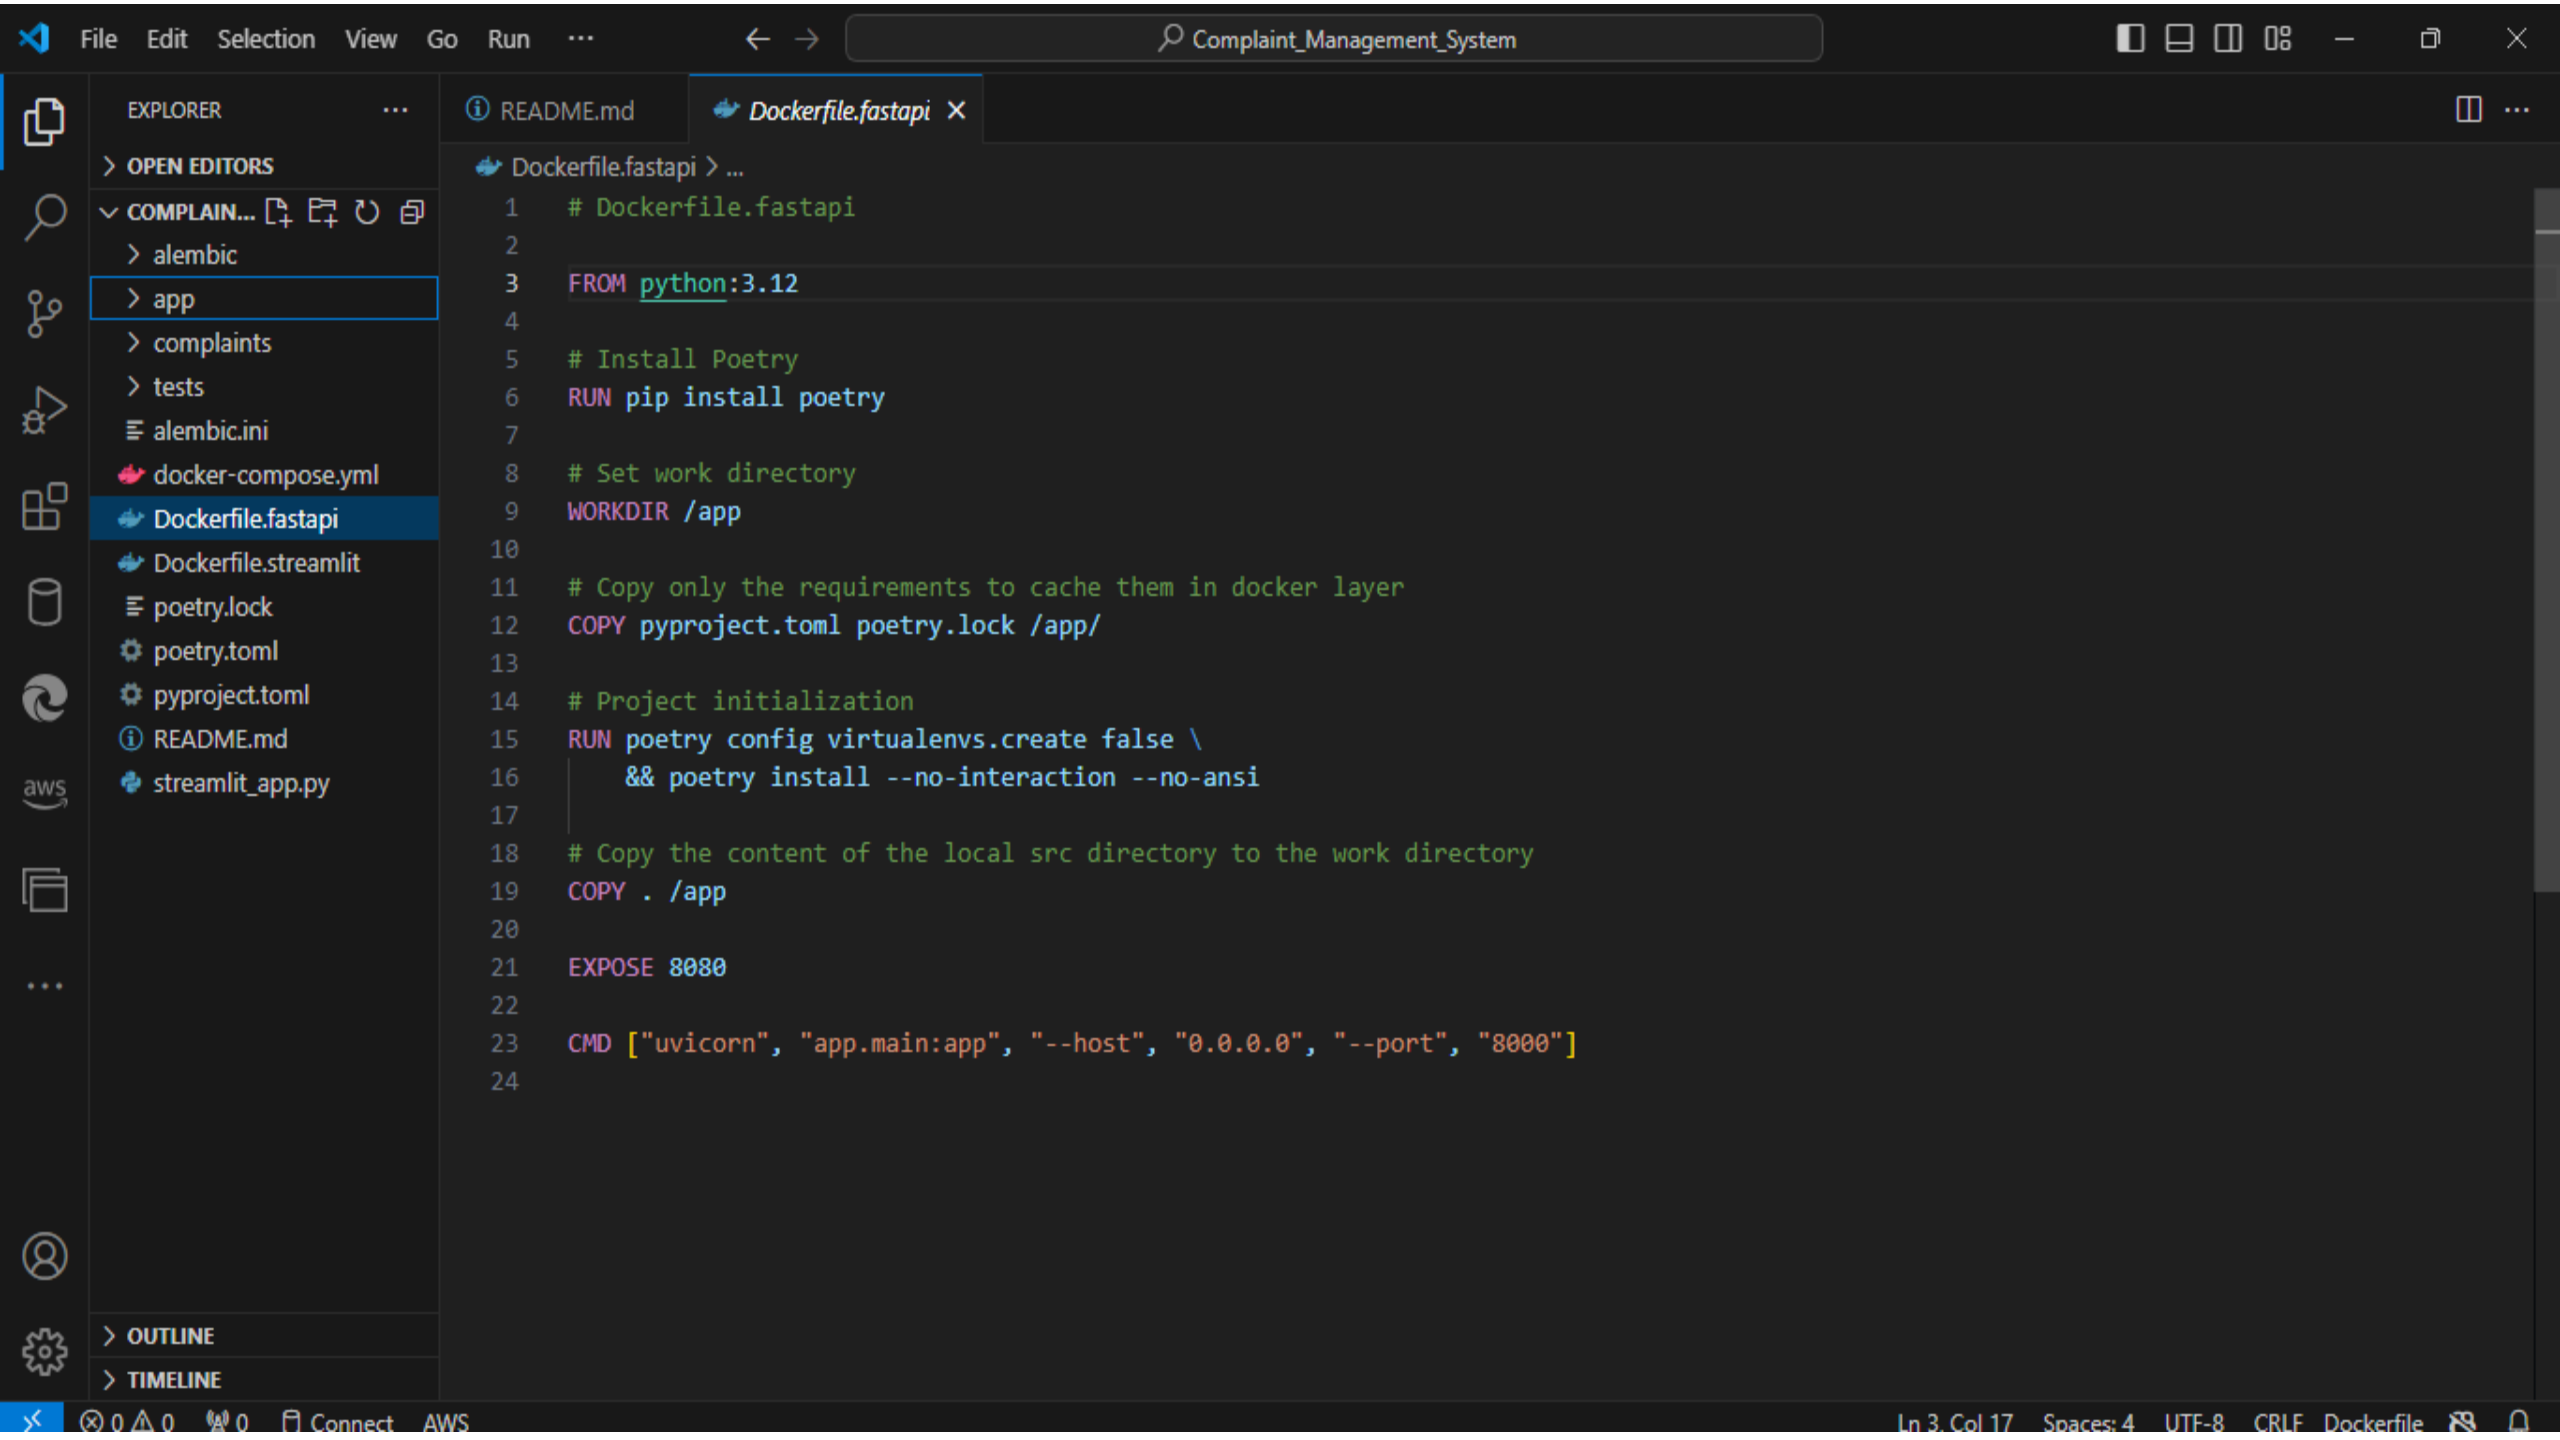 File Edit Selection View Go Run ... Complaint_Management_System
EXPLORER ...
OPEN EDITORS
COMPLAIN...
alembic
app
complaints
tests
alembic.ini
docker-compose.yml
Dockerfile.fastapi
Dockerfile.streamlit
poetry.lock
poetry.toml
pyproject.toml
README.md
streamlit_app.py
aws
OUTLINE
TIMELINE
README.md Dockerfile.fastapi
Dockerfile.fastapi > ...
1 # Dockerfile.fastapi
2
3 FROM python:3.12
4
5 # Install Poetry
6 RUN pip install poetry
7
8 # Set work directory
9 WORKDIR /app
10
11 # Copy only the requirements to cache them in docker layer
12 COPY pyproject.toml poetry.lock /app/
13
14 # Project initialization
15 RUN poetry config virtualenvs.create false \
16     && poetry install --no-interaction --no-ansi
17
18 # Copy the content of the local src directory to the work directory
19 COPY . /app
20
21 EXPOSE 8080
22
23 CMD ["uvicorn", "app.main:app", "--host", "0.0.0.0", "--port", "8000"]
24
0 0 0 Connect AWS Ln 3, Col 17 Spaces: 4 UTF-8 CRLF Dockerfile